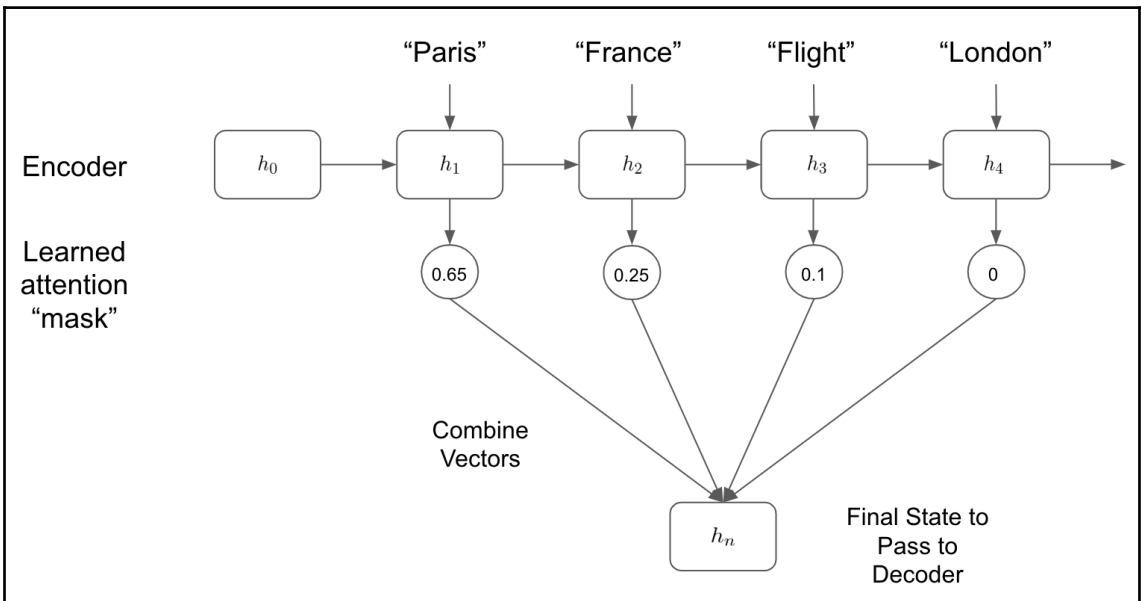 “Paris” “France” “Flight” “London”
Encoder h₀ h₁ h₂ h₃ h₄
Learned
attention
“mask”
0.65 0.25 0.1 0
Combine
Vectors
hₙ
Final State to
Pass to
Decoder